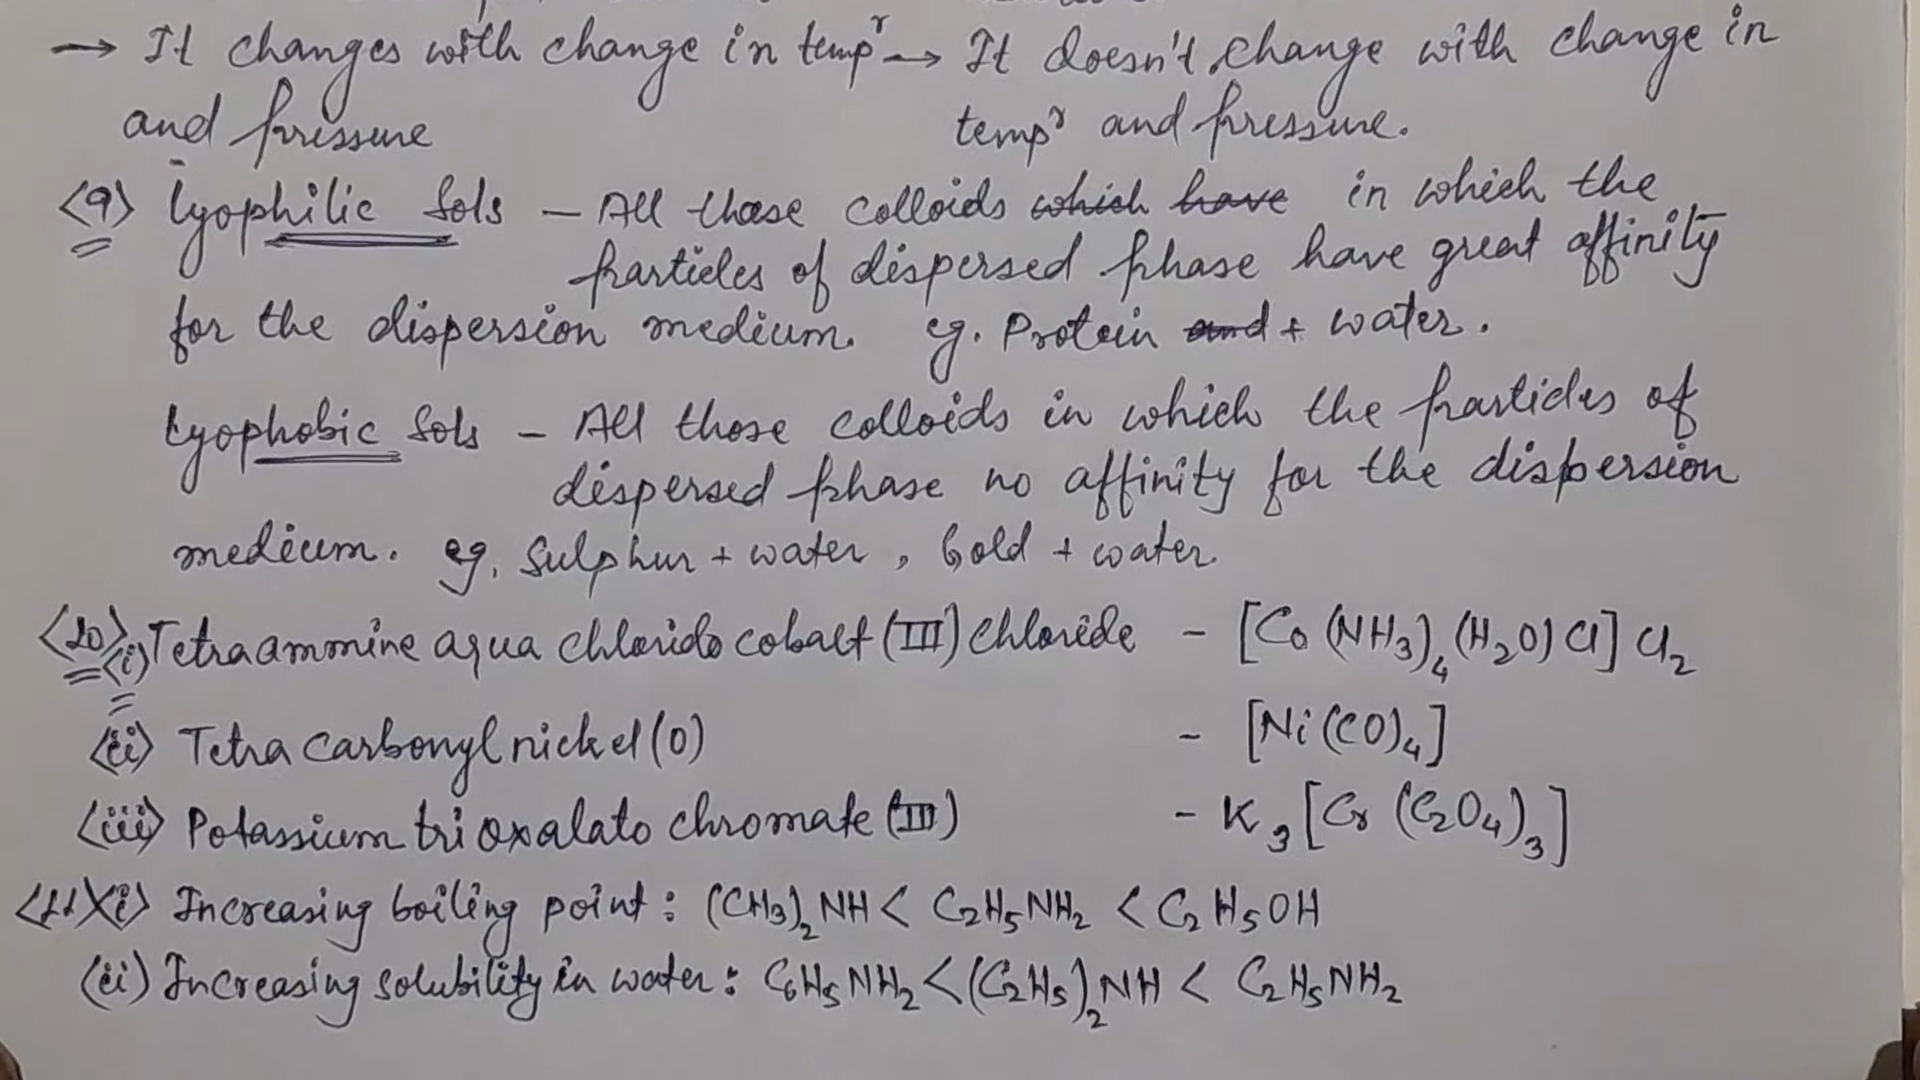 → It changes with change in tempr → It doesn't change with change in
and pressure tempr and pressure.
<9> Lyophilic Sols – All those colloids which have in which the
particles of dispersed phase have great affinity
for the dispersion medium. eg. Protein and + water.
Lyophobic Sols – All those colloids in which the particles of
dispersed phase no affinity for the dispersion
medium. eg, Sulphur + water, Gold + water.
<10> <i> Tetraammine aqua chlorido cobalt (III) chloride - [Co(NH3)4(H2O)Cl]Cl2
<ii> Tetra carbonyl nickel (0) - [Ni(CO)4]
<iii> Potassium tri oxalato chromate (III) - K3[Cr(C2O4)3]
<11><i> Increasing boiling point : (CH3)2NH < C2H5NH2 < C2H5OH
(ii) Increasing solubility in water : C6H5NH2 < (C2H5)2NH < C2H5NH2